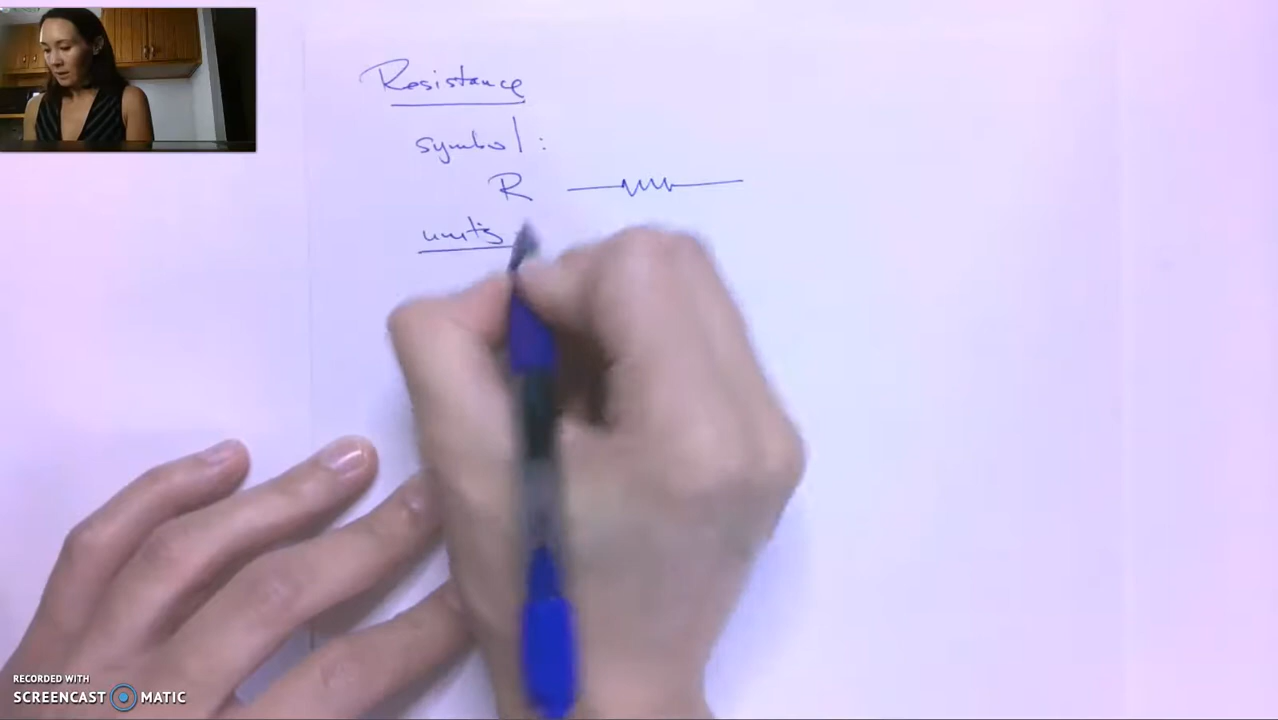 Resistance
symbol:
R
units
RECORDED WITH
SCREENCAST MATIC